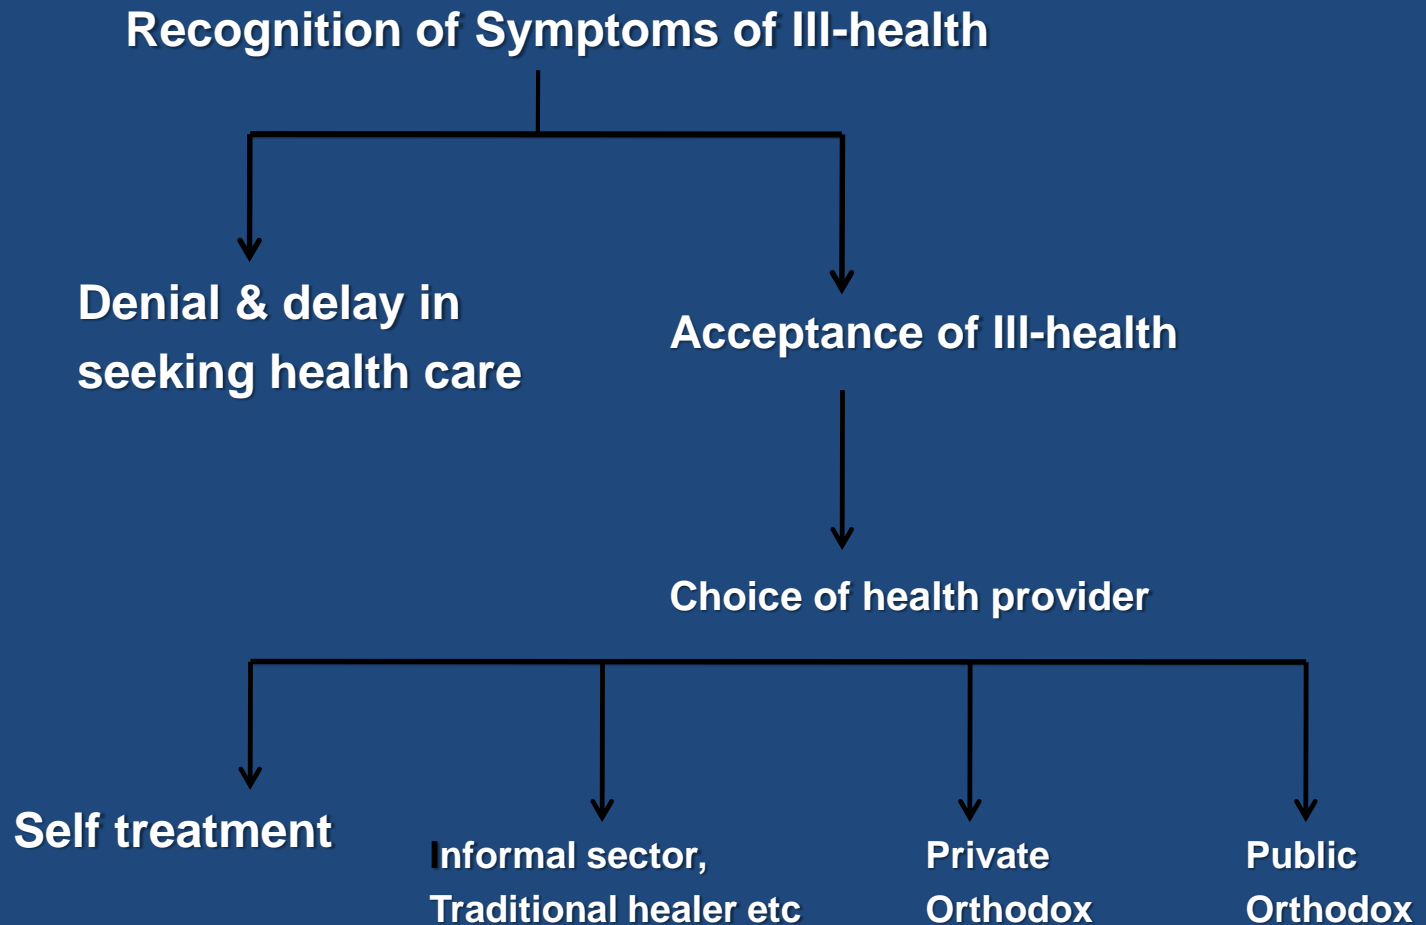 Recognition of Symptoms of Ill-health
Denial & delay in
seeking health care
Acceptance of Ill-health
Choice of health provider
Self treatment
Informal sector,
Traditional healer etc
Private
Orthodox
Public
Orthodox